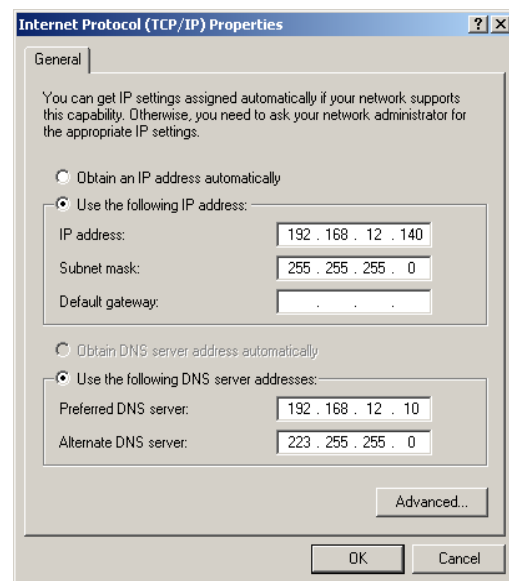 Internet Protocol (TCP/IP) Properties
General
You can get IP settings assigned automatically if your network supports
this capability. Otherwise, you need to ask your network administrator for
the appropriate IP settings.
Obtain an IP address automatically
Use the following IP address:
IP address: 192 . 168 . 12 . 140
Subnet mask: 255 . 255 . 255 . 0
Default gateway: . . .
Obtain DNS server address automatically
Use the following DNS server addresses:
Preferred DNS server: 192 . 168 . 12 . 10
Alternate DNS server: 223 . 255 . 255 . 0
Advanced...
OK Cancel